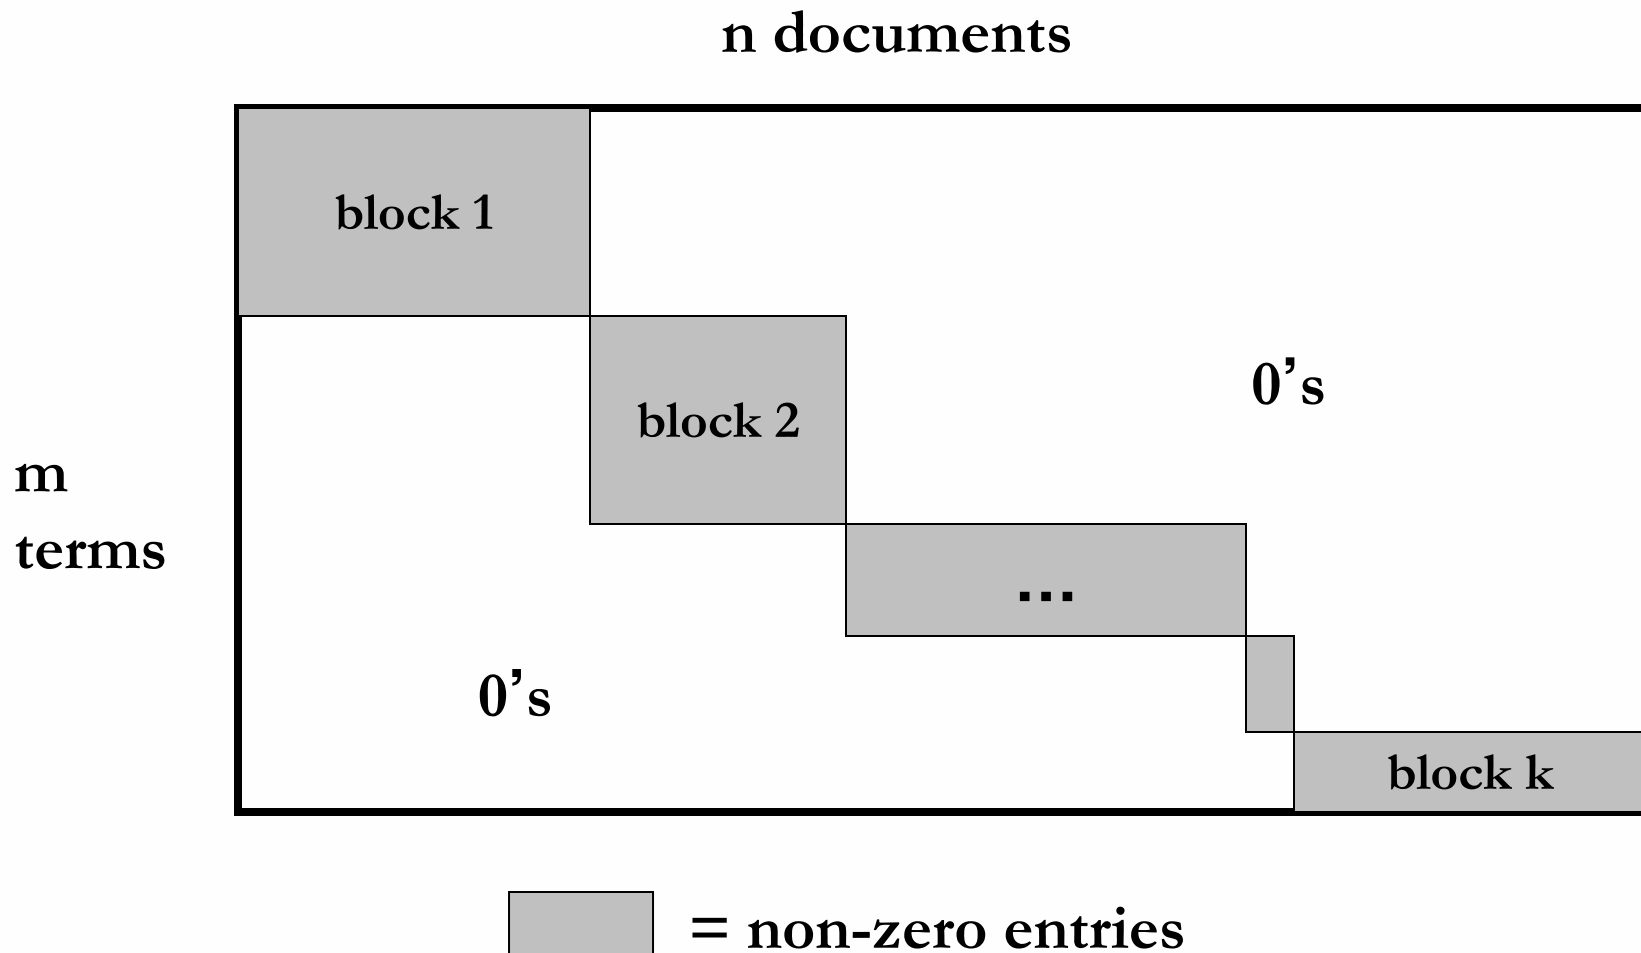 n documents
block 1
block 2
0’s
m
terms
...
0’s
block k
= non-zero entries